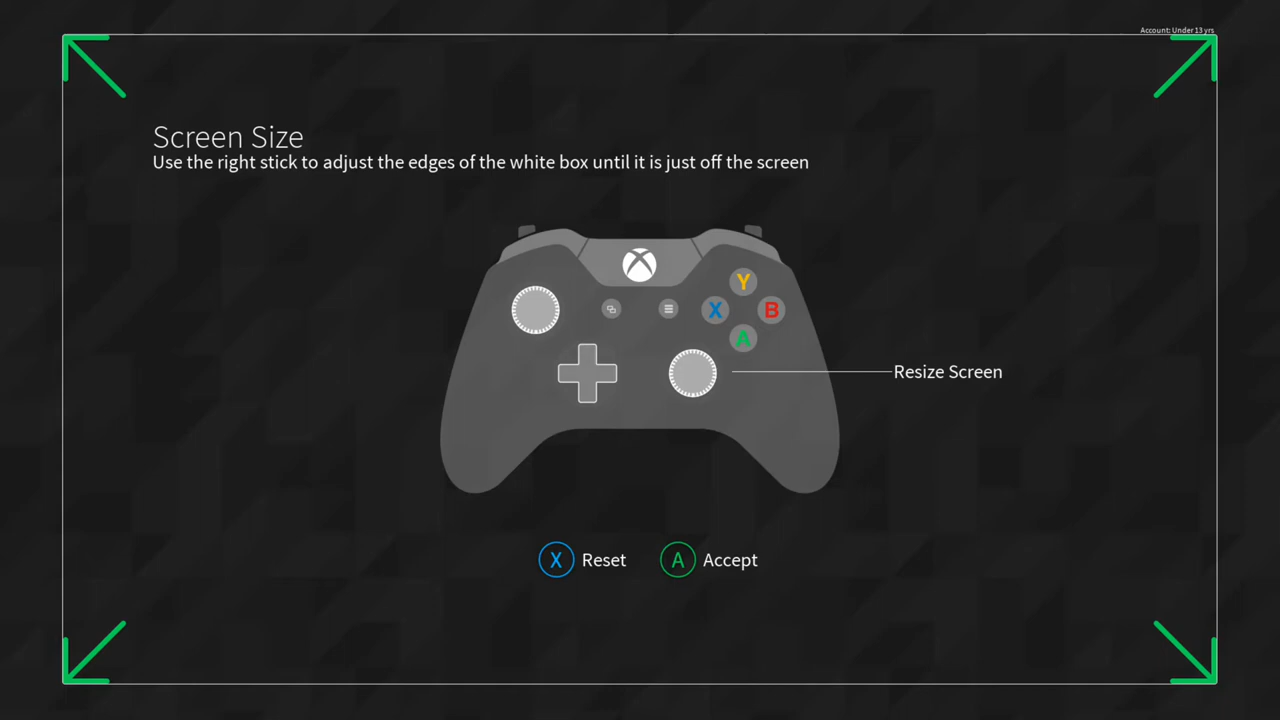 Account: Under 13 yrs
Screen Size
Use the right stick to adjust the edges of the white box until it is just off the screen
Y
X
B
A
Resize Screen
X Reset
A Accept